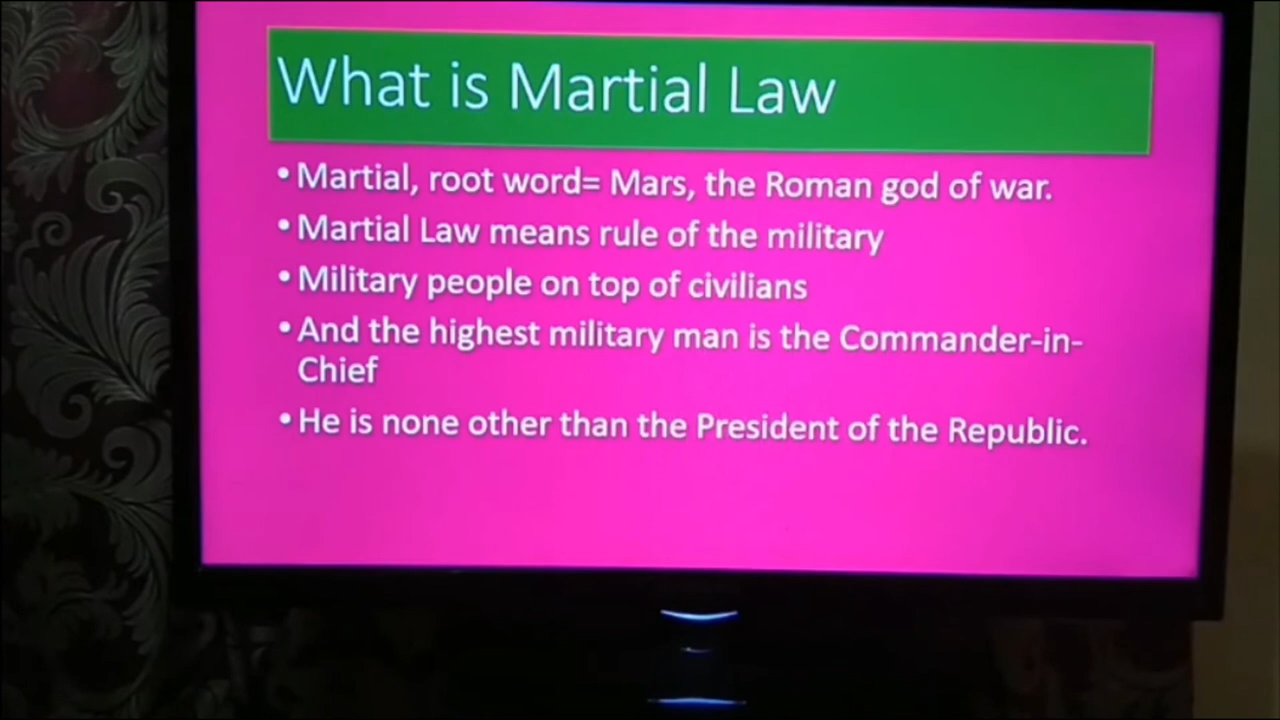 What is Martial Law
• Martial, root word= Mars, the Roman god of war.
• Martial Law means rule of the military
• Military people on top of civilians
• And the highest military man is the Commander-in-
Chief
• He is none other than the President of the Republic.